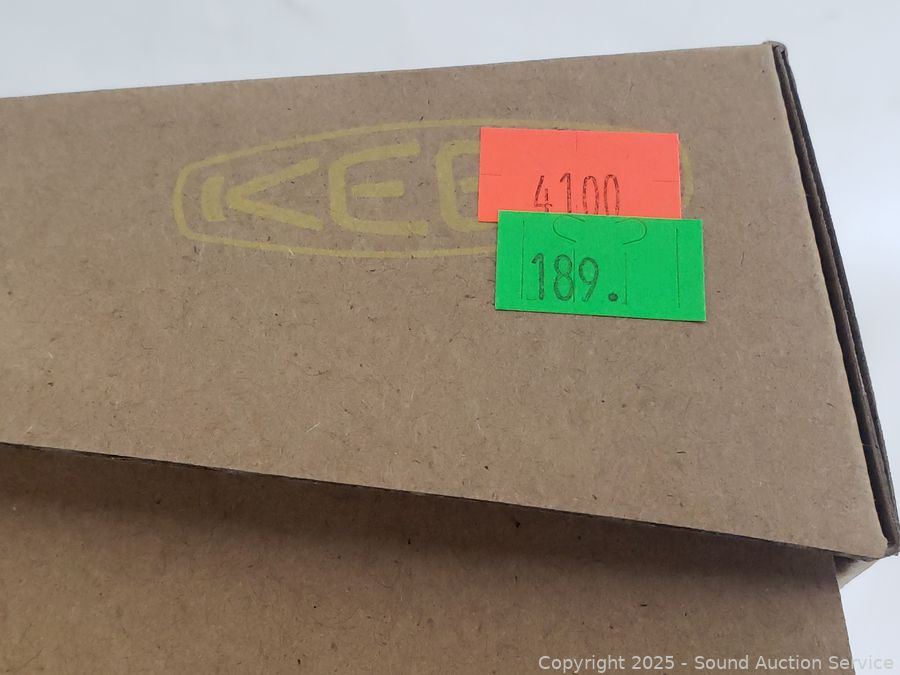 KEE
4100
189.
Copyright © 2025 - Sound Auction Service